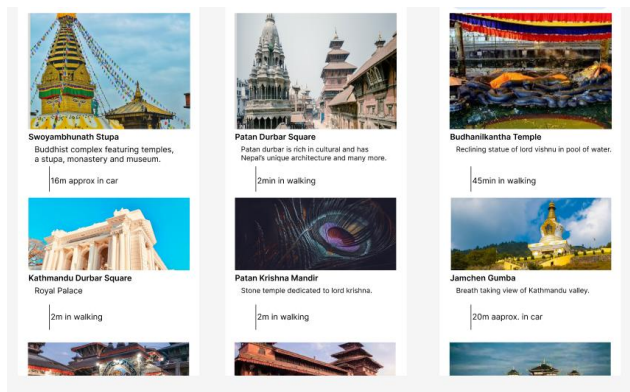 Swoyambhunath Stupa
Buddhist complex featuring temples,
a stupa, monastery and museum.
16m approx in car
Kathmandu Durbar Square
Royal Palace
2m in walking
Patan Durbar Square
Patan durbar is rich in cultural and has
Nepal's unique architecture and many more.
2min in walking
Patan Krishna Mandir
Stone temple dedicated to lord krishna.
2m in walking
Budhanilkantha Temple
Reclining statue of lord vishnu in pool of water.
45min in walking
Jamchen Gumba
Breath taking view of Kathmandu valley.
20m aaprox. in car